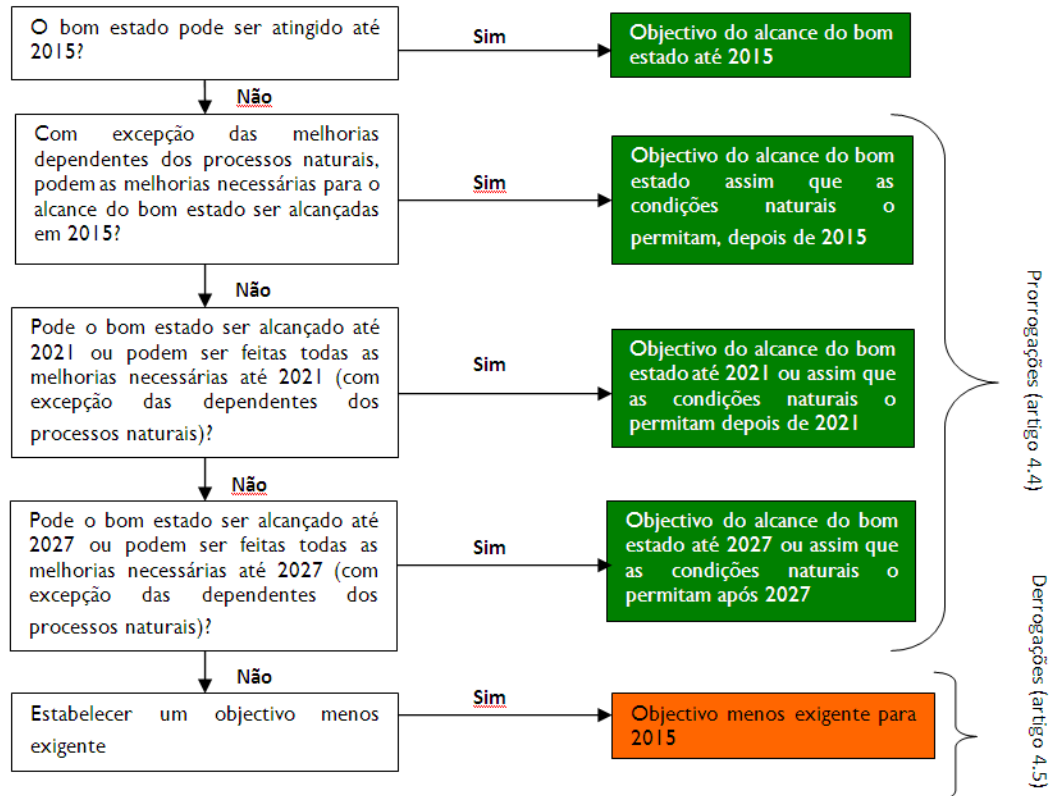 O bom estado pode ser atingido até
2015?
Sim
Objectivo do alcance do bom
estado até 2015
Não
Com excepção das melhorias
dependentes dos processos naturais,
podem as melhorias necessárias para o
alcance do bom estado ser alcançadas
em 2015?
Sim
Objectivo do alcance do bom
estado assim que as
condições naturais o
permitam, depois de 2015
Não
Pode o bom estado ser alcançado até
2021 ou podem ser feitas todas as
melhorias necessárias até 2021 (com
excepção das dependentes dos
processos naturais)?
Sim
Objectivo do alcance do bom
estado até 2021 ou assim que
as condições naturais o
permitam depois de 2021
Não
Pode o bom estado ser alcançado até
2027 ou podem ser feitas todas as
melhorias necessárias até 2027 (com
excepção das dependentes dos
processos naturais)?
Sim
Objectivo do alcance do bom
estado até 2027 ou assim que
as condições naturais o
permitam após 2027
Prorrogações (artigo 4.4)
Não
Estabelecer um objectivo menos
exigente
Sim
Objectivo menos exigente para
2015
Derrogações (artigo 4.5)